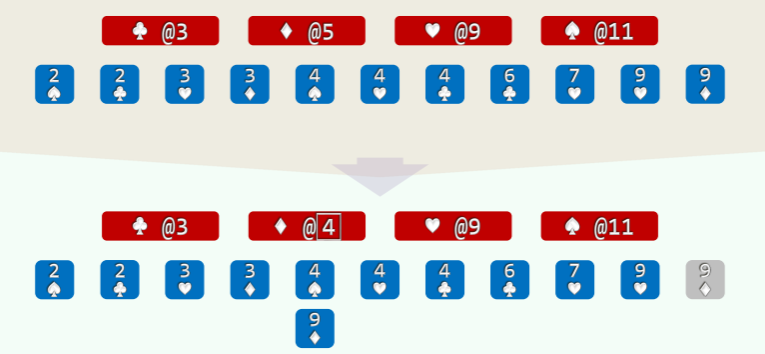 ♣ @3 ♦ @5 ♥ @9 ♠ @11
2 2 3 3 4 4 4 6 7 9 9
♠ ♣ ♥ ♦ ♠ ♥ ♣ ♣ ♥ ♥ ♦
♣ @3 ♦ @4 ♥ @9 ♠ @11
2 2 3 3 4 4 4 6 7 9 9
♠ ♣ ♥ ♦ ♠ ♥ ♣ ♣ ♥ ♥ ♦
9
♦